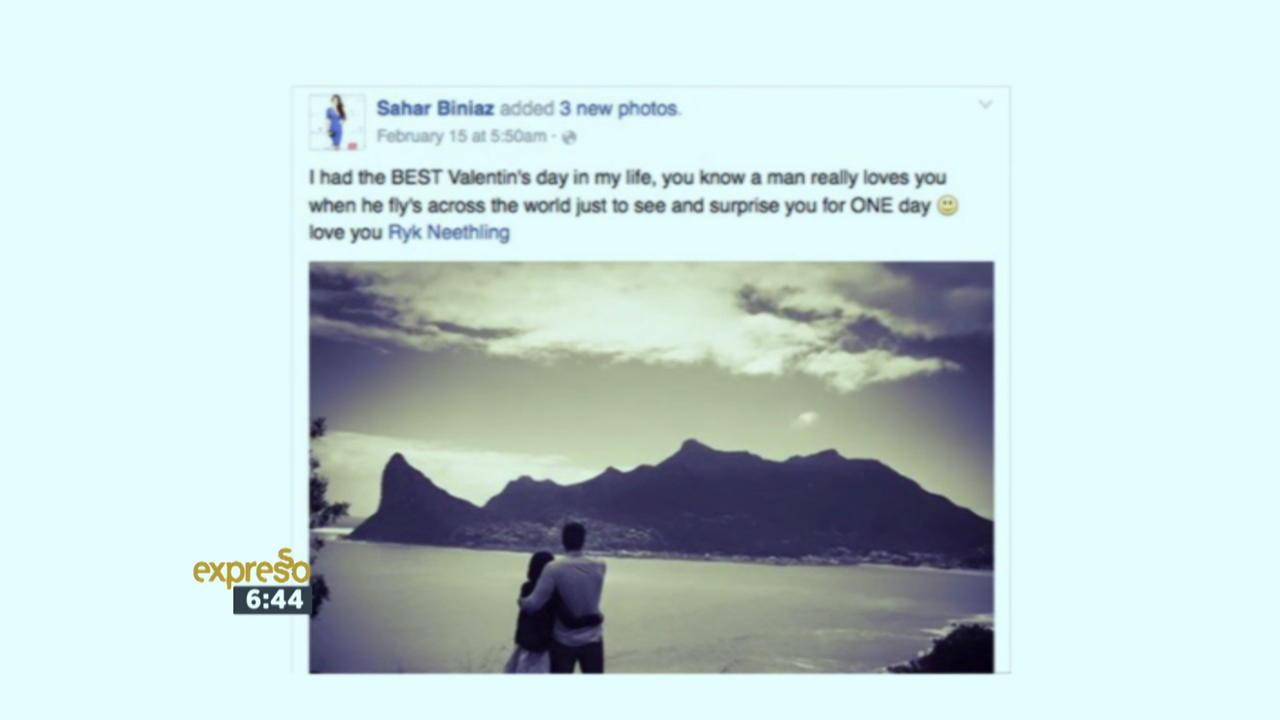 Sahar Biniaz added 3 new photos.
February 15 at 5:50am ·
I had the BEST Valentin's day in my life, you know a man really loves you
when he fly's across the world just to see and surprise you for ONE day 🙂
love you Ryk Neethling
expresso
6:44